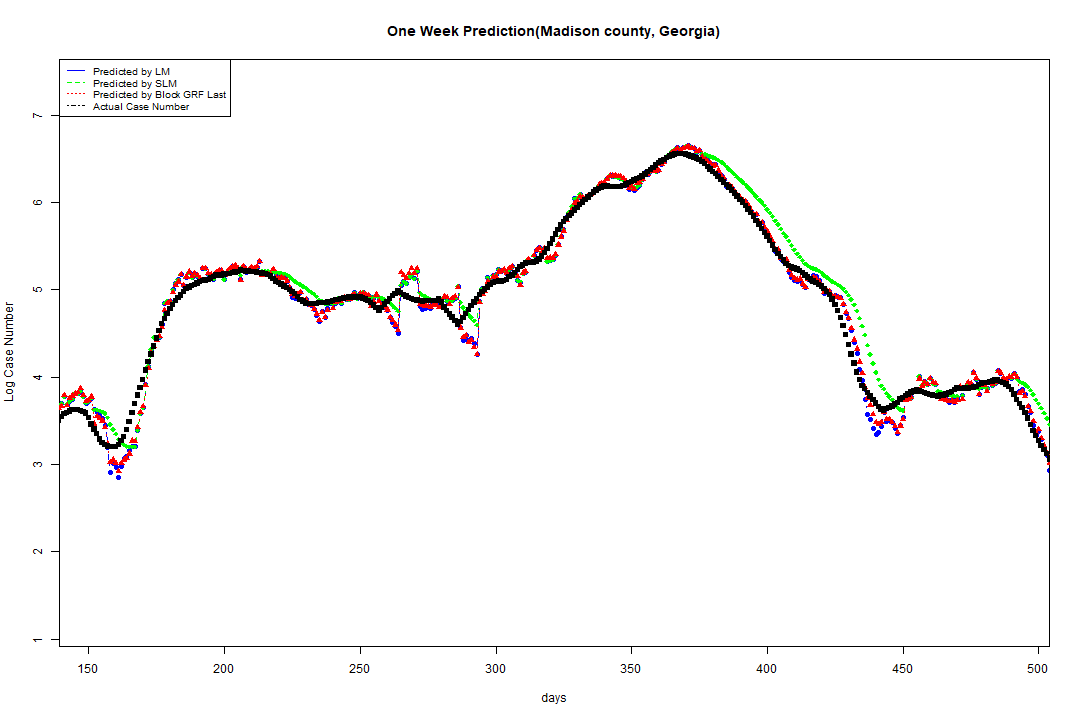 One Week Prediction(Madison county, Georgia)
Predicted by LM
Predicted by SLM
Predicted by Block GRF Last
Actual Case Number
7
6
5
4
3
2
1
Log Case Number
150 200 250 300 350 400 450 500
days